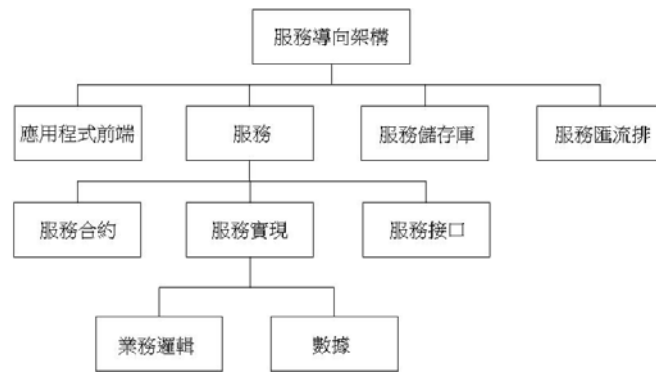 服務導向架構
應用程式前端
服務
服務儲存庫
服務匯流排
服務合約
服務實現
服務接口
業務邏輯
數據